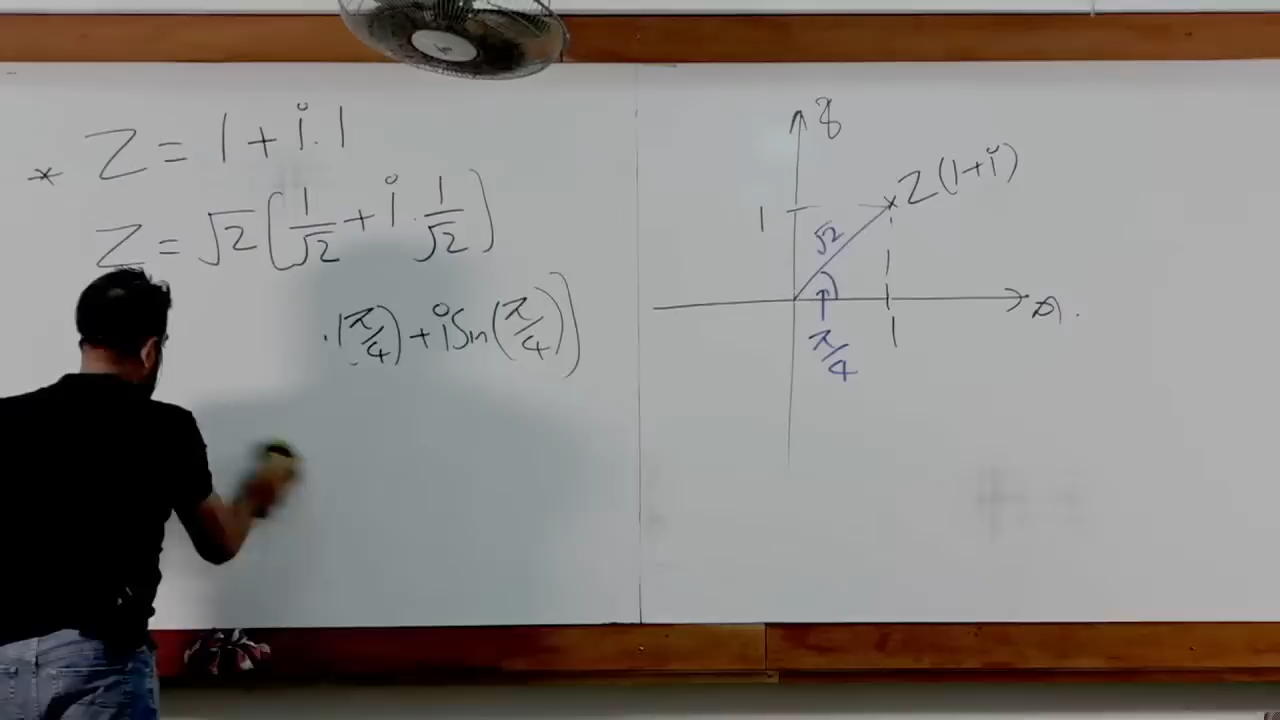 * Z = 1 + i. 1
Z = √2 (1/√2 + i. 1/√2)
(π/4) + i Sin(π/4))
y
Z (1+i)
1
√2
x.
1
π/4